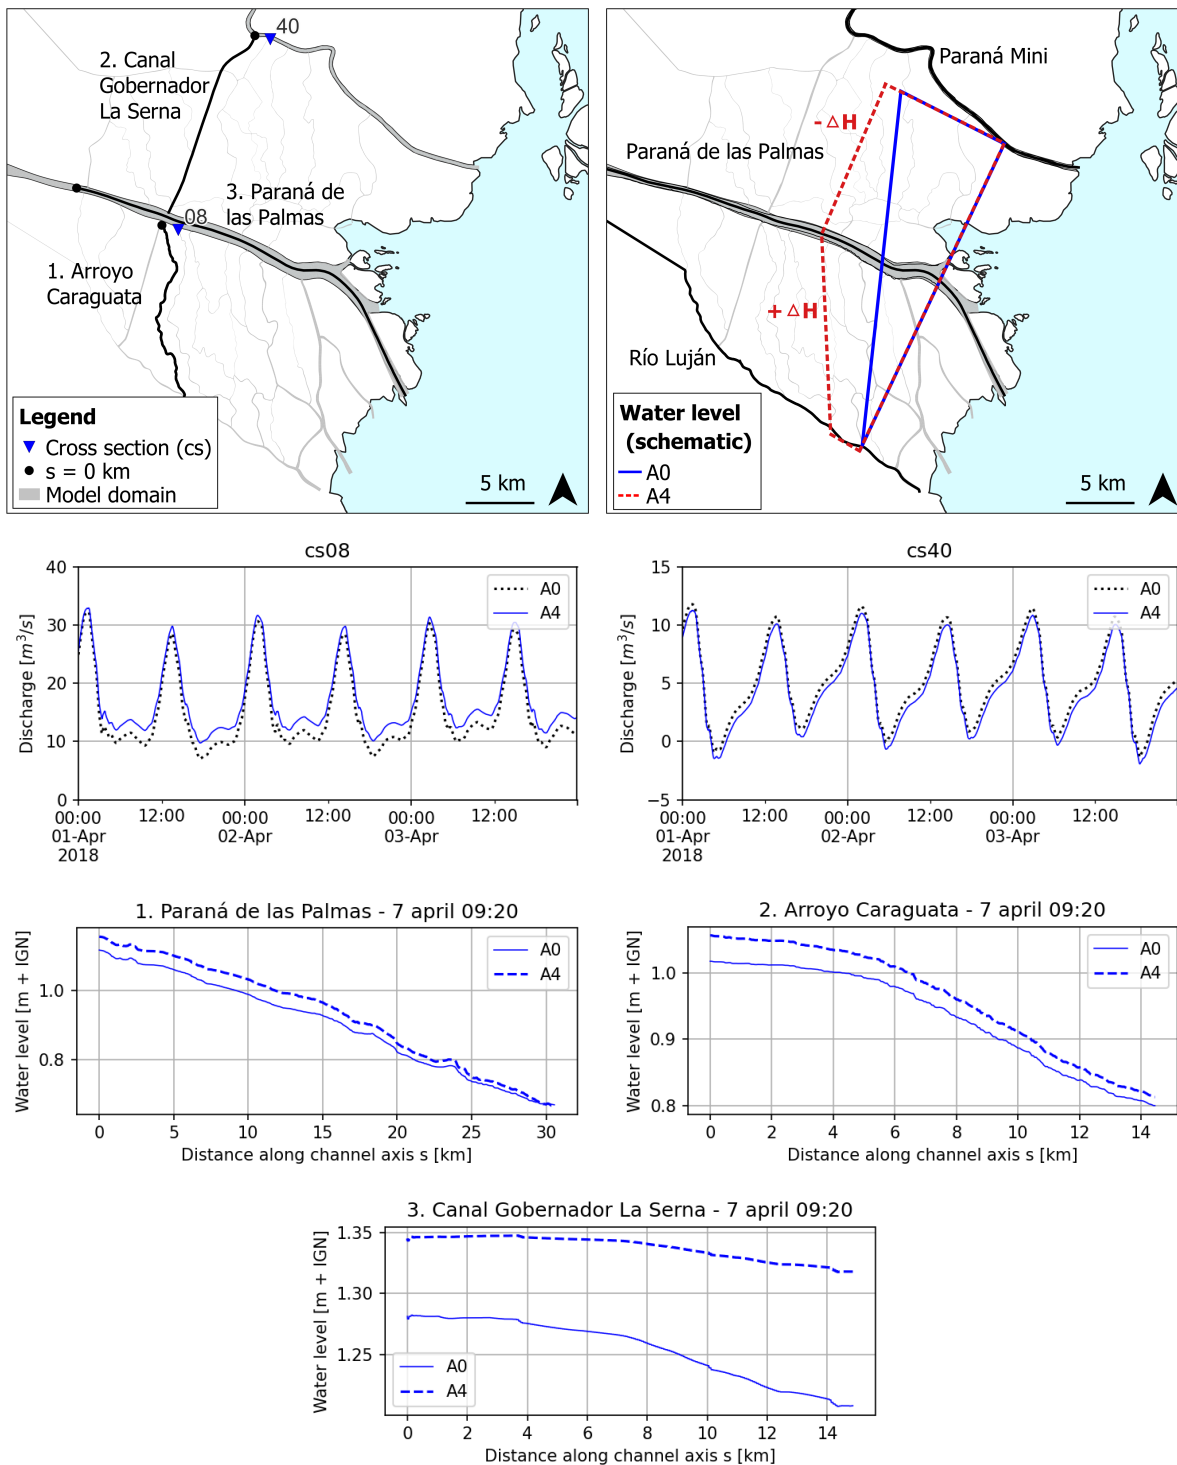 40
2. Canal
Gobernador
La Serna
3. Paraná de
las Palmas
08
1. Arroyo
Caraguata
Legend
Cross section (cs)
s = 0 km
Model domain
5 km
Paraná Mini
- △H
Paraná de las Palmas
+ △H
Río Luján
Water level
(schematic)
A0
A4
5 km
cs08
Discharge [m³/s]
40
30
20
10
0
A0
A4
00:00
01-Apr
2018
12:00
00:00
02-Apr
12:00
00:00
03-Apr
12:00
cs40
Discharge [m³/s]
15
10
5
0
−5
A0
A4
00:00
01-Apr
2018
12:00
00:00
02-Apr
12:00
00:00
03-Apr
12:00
1. Paraná de las Palmas - 7 april 09:20
Water level [m + IGN]
1.0
0.8
A0
A4
0 5 10 15 20 25 30
Distance along channel axis s [km]
2. Arroyo Caraguata - 7 april 09:20
Water level [m + IGN]
1.0
0.9
0.8
A0
A4
0 2 4 6 8 10 12 14
Distance along channel axis s [km]
3. Canal Gobernador La Serna - 7 april 09:20
Water level [m + IGN]
1.35
1.30
1.25
A0
A4
0 2 4 6 8 10 12 14
Distance along channel axis s [km]